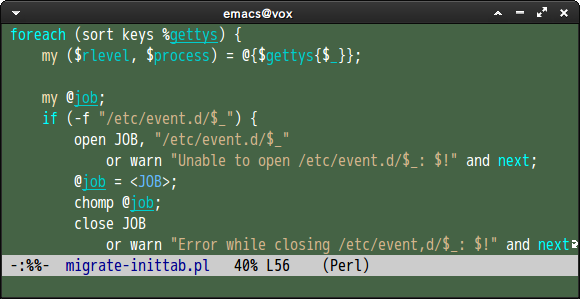 emacs@vox
foreach (sort keys %gettys) {
    my ($rlevel, $process) = @{$gettys{$_}};

    my @job;
    if (-f "/etc/event.d/$_") {
        open JOB, "/etc/event.d/$_"
            or warn "Unable to open /etc/event.d/$_: $!" and next;
        @job = <JOB>;
        chomp @job;
        close JOB
            or warn "Error while closing /etc/event,d/$_: $!" and next
-:%%-  migrate-inittab.pl   40% L56    (Perl)